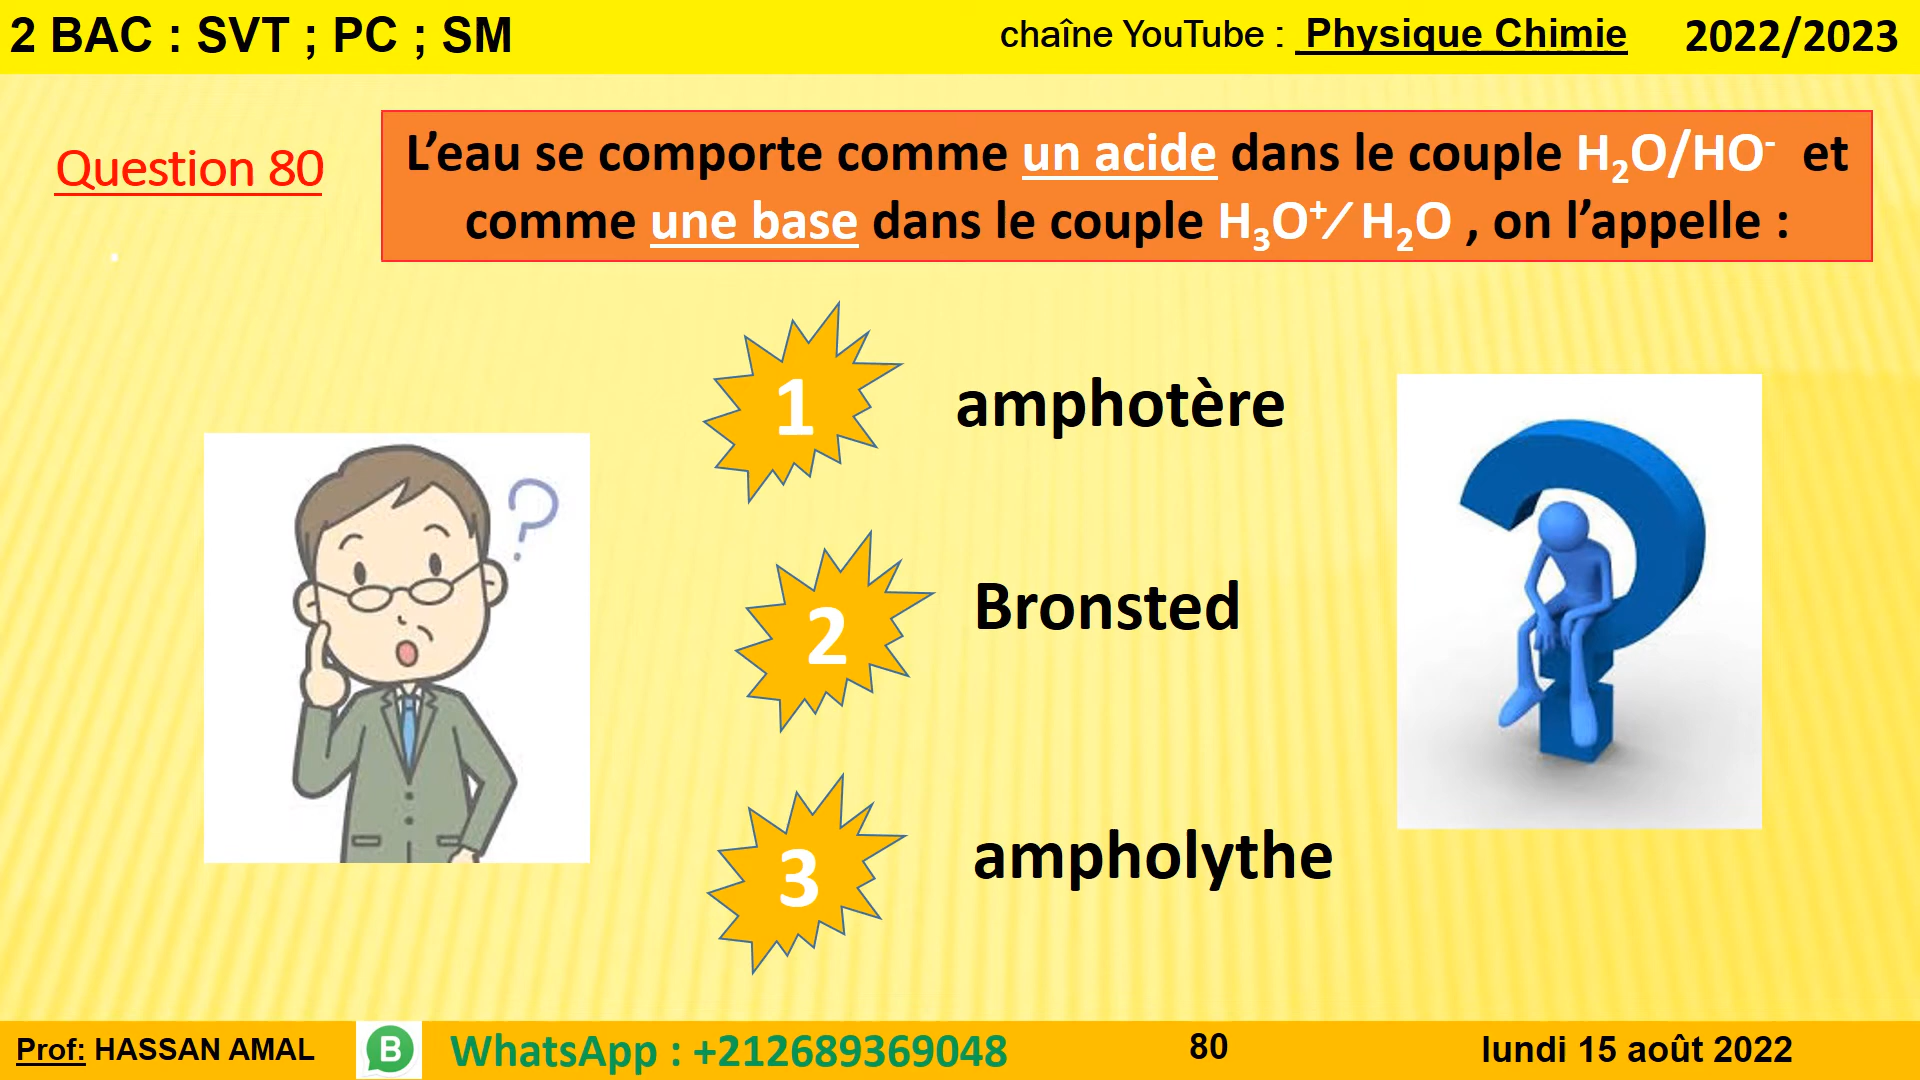 2 BAC : SVT ; PC ; SM
chaîne YouTube : Physique Chimie 2022/2023
Question 80
L’eau se comporte comme un acide dans le couple H₂O/HO⁻ et
comme une base dans le couple H₃O⁺/ H₂O , on l’appelle :
1 amphotère
2 Bronsted
3 ampholythe
Prof: HASSAN AMAL B WhatsApp : +212689369048 80 lundi 15 août 2022